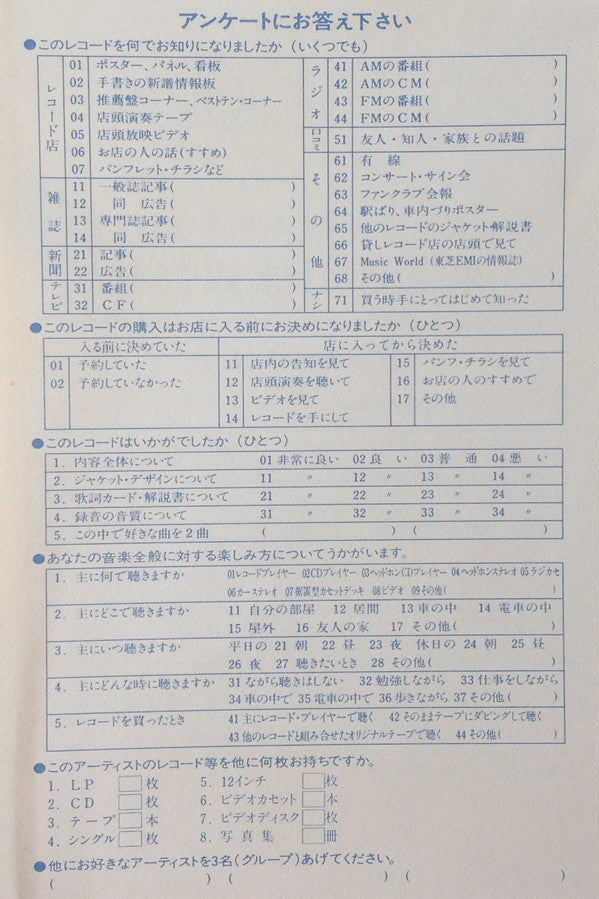 アンケートにお答え下さい
●このレコードを何でお知りになりましたか（いくつでも）
レコード店
01 ポスター、パネル、看板
02 手書きの新譜情報板
03 推薦盤コーナー、ベストテン・コーナー
04 店頭演奏テープ
05 店頭放映ビデオ
06 お店の人の話（すすめ）
07 パンフレット・チラシなど
雑誌
11 一般誌記事（ ）
12 同 広告（ ）
13 専門誌記事（ ）
14 同 広告（ ）
新聞
21 記事（ ）
22 広告（ ）
テレビ
31 番組（ ）
32 ＣＦ（ ）
ラジオ
41 AMの番組（ ）
42 AMのＣＭ（ ）
43 FMの番組（ ）
44 FMのＣＭ（ ）
口コミ
51 友人・知人・家族との話題
その他
61 有 線
62 コンサート・サイン会
63 ファンクラブ会報
64 駅ばり、車内づりポスター
65 他のレコードのジャケット・解説書
66 貸しレコード店の店頭で見て
67 Music World（東芝EMIの情報誌）
68 その他（ ）
ナシ
71 買う時手にとってはじめて知った
●このレコードの購入はお店に入る前にお決めになりましたか（ひとつ）
入る前に決めていた 店に入ってから決めた
01 予約していた 11 店内の告知を見て 15 パンフ・チラシを見て
02 予約していなかった 12 店頭演奏を聴いて 16 お店の人のすすめで
13 ビデオを見て 17 その他
14 レコードを手にして
●このレコードはいかがでしたか（ひとつ）
1．内容全体について 01 非常に良い 02 良 い 03 普 通 04 悪 い
2．ジャケット・デザインについて 11 〃 12 〃 13 〃 14 〃
3．歌詞カード・解説書について 21 〃 22 〃 23 〃 24 〃
4．録音の音質について 31 〃 32 〃 33 〃 34 〃
5．この中で好きな曲を２曲 （ ） （ ）
●あなたの音楽全般に対する楽しみ方についてうかがいます。
1．主に何で聴きますか 01レコードプレイヤー 02CDプレイヤー 03ヘッドホンCDプレイヤー 04ヘッドホンステレオ 05ラジカセ
06カーステレオ 07据置型カセットデッキ 08ビデオ 09その他（ ）
2．主にどこで聴きますか 11 自分の部屋 12 居間 13 車の中 14 電車の中
15 屋外 16 友人の家 17 その他（ ）
3．主にいつ聴きますか 平日の 21 朝 22 昼 23 夜 休日の 24 朝 25 昼
26 夜 27 聴きたいとき 28 その他（ ）
4．主にどんな時に聴きますか 31 ながら聴きはしない 32 勉強しながら 33 仕事をしながら
34 車の中で 35 電車の中で 36 歩きながら 37 その他（ ）
5．レコードを買ったとき 41 主にレコード・プレイヤーで聴く 42 そのままテープにダビングして聴く
43 他のレコードと組み合せたオリジナルテープで聴く 44 その他（ ）
●このアーティストのレコード等を他に何枚お持ちですか。
1．ＬＰ 枚 5．12インチ 枚
2．ＣＤ 枚 6．ビデオカセット 本
3．テープ 本 7．ビデオディスク 枚
4．シングル 枚 8．写真集 冊
●他にお好きなアーティストを3名（グループ）あげてください。
（ ） （ ） （ ）